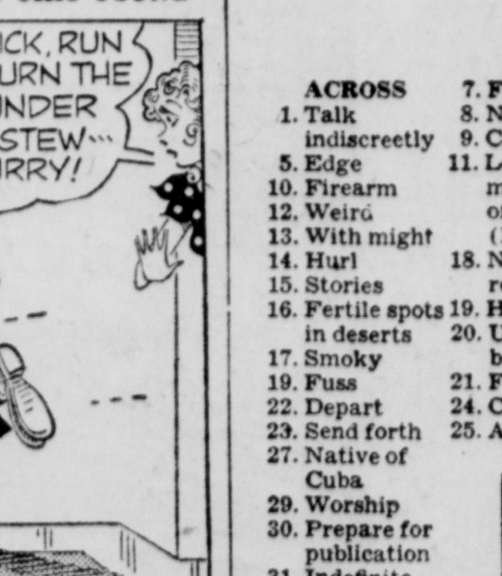 ICK, RUN
URN THE
UNDER
STEW---
RRY!
ACROSS
1. Talk
indiscreetly
5. Edge
10. Firearm
12. Weird
13. With might
14. Hurl
15. Stories
16. Fertile spots
in deserts
17. Smoky
19. Fuss
22. Depart
23. Send forth
27. Native of
Cuba
29. Worship
30. Prepare for
publication
31. Indefinite
7. F
8. N
9. C
11. L
m
o
(
18. N
r
19. H
20. U
b
21. F
24. C
25. A